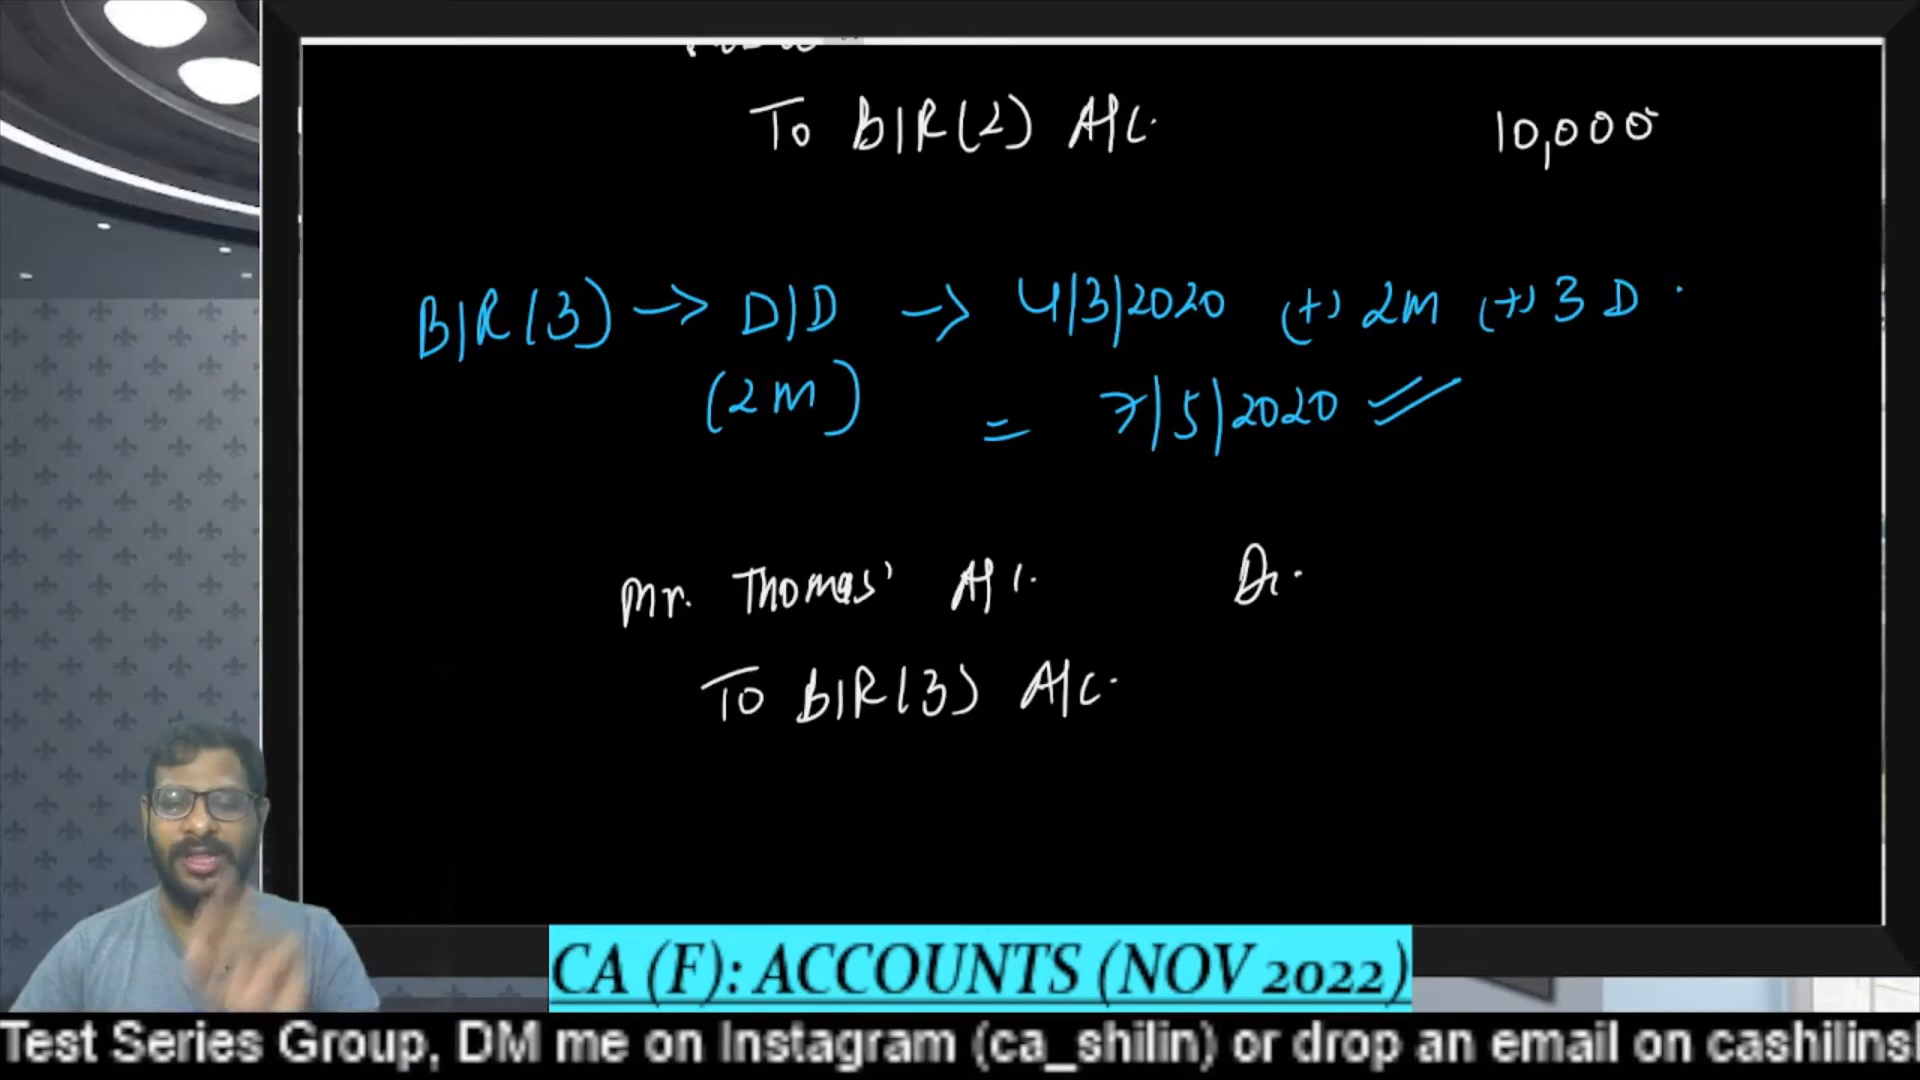 To B/R(2) A/c. 10,000
B/R(3) → D/D → 4/3/2020 (+) 2M (+) 3 D.
(2M)
= 7/5/2020
Mr. Thomas' A/c. Dr.
To B/R(3) A/c.
CA (F): ACCOUNTS (NOV 2022)
Test Series Group, DM me on Instagram (ca_shilin) or drop an email on cashilins